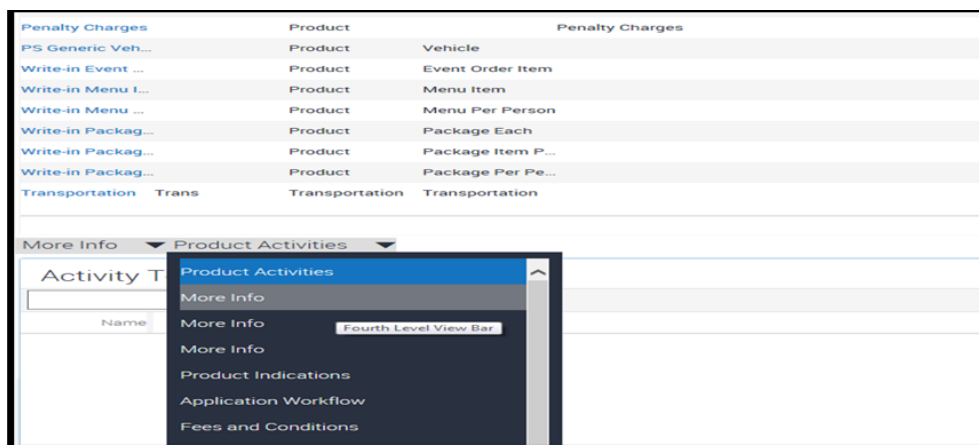 Penalty Charges Product Penalty Charges
PS Generic Veh... Product Vehicle
Write-in Event ... Product Event Order Item
Write-in Menu I... Product Menu Item
Write-in Menu ... Product Menu Per Person
Write-in Packag... Product Package Each
Write-in Packag... Product Package Item P...
Write-in Packag... Product Package Per Pe...
Transportation Trans Transportation Transportation
More Info Product Activities
Activity T
Name
Product Activities
More Info
More Info
Fourth Level View Bar
More Info
Product Indications
Application Workflow
Fees and Conditions